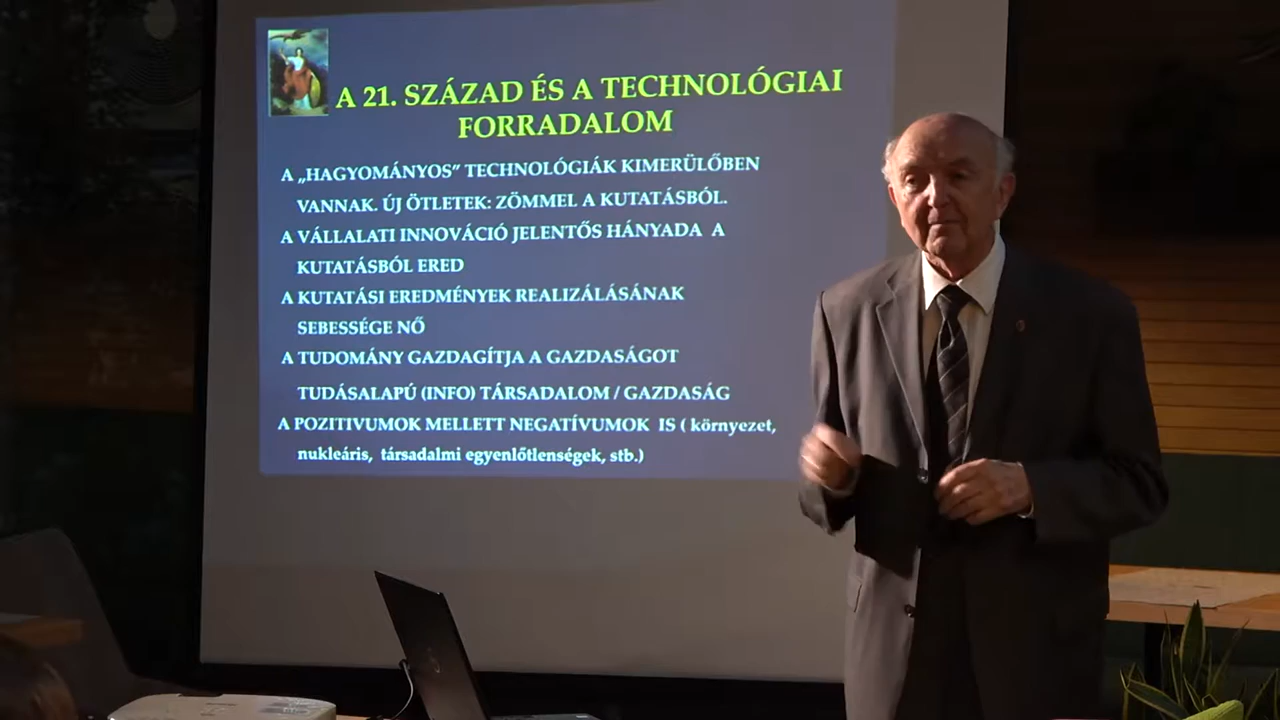 A 21. SZÁZAD ÉS A TECHNOLÓGIAI
FORRADALOM
A „HAGYOMÁNYOS” TECHNOLÓGIÁK KIMERÜLŐBEN
VANNAK. ÚJ ÖTLETEK: ZÖMMEL A KUTATÁSBÓL.
A VÁLLALATI INNOVÁCIÓ JELENTŐS HÁNYADA A
KUTATÁSBÓL ERED
A KUTATÁSI EREDMÉNYEK REALIZÁLÁSÁNAK
SEBESSÉGE NŐ
A TUDOMÁNY GAZDAGÍTJA A GAZDASÁGOT
TUDÁSALAPÚ (INFO) TÁRSADALOM / GAZDASÁG
A POZITIVUMOK MELLETT NEGATÍVUMOK IS ( környezet,
nukleáris, társadalmi egyenlőtlenségek, stb.)